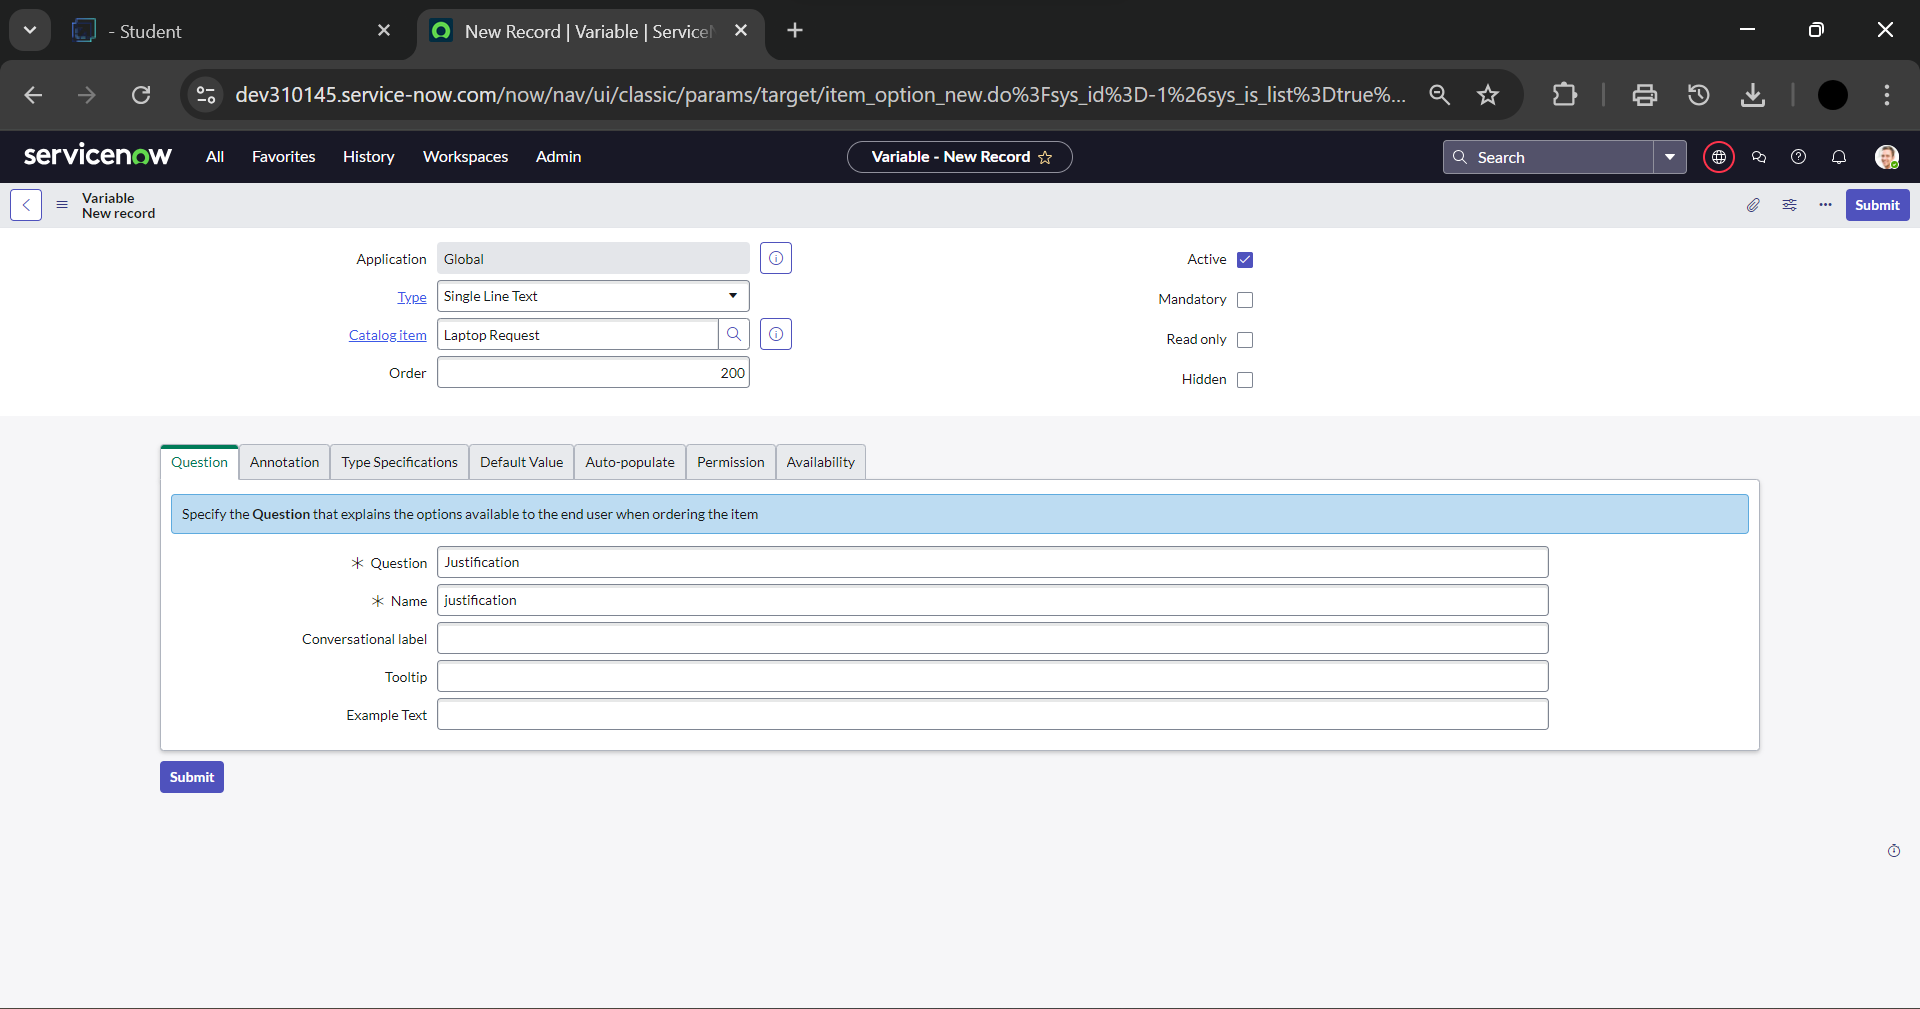 - Student
New Record | Variable | Service
dev310145.service-now.com/now/nav/ui/classic/params/target/item_option_new.do%3Fsys_id%3D-1%26sys_is_list%3Dtrue%...
servicenow All Favorites History Workspaces Admin Variable - New Record Search
Variable
New record
Submit
Application Global
Type Single Line Text
Catalog item Laptop Request
Order 200
Active
Mandatory
Read only
Hidden
Question Annotation Type Specifications Default Value Auto-populate Permission Availability
Specify the Question that explains the options available to the end user when ordering the item
Question Justification
Name justification
Conversational label
Tooltip
Example Text
Submit